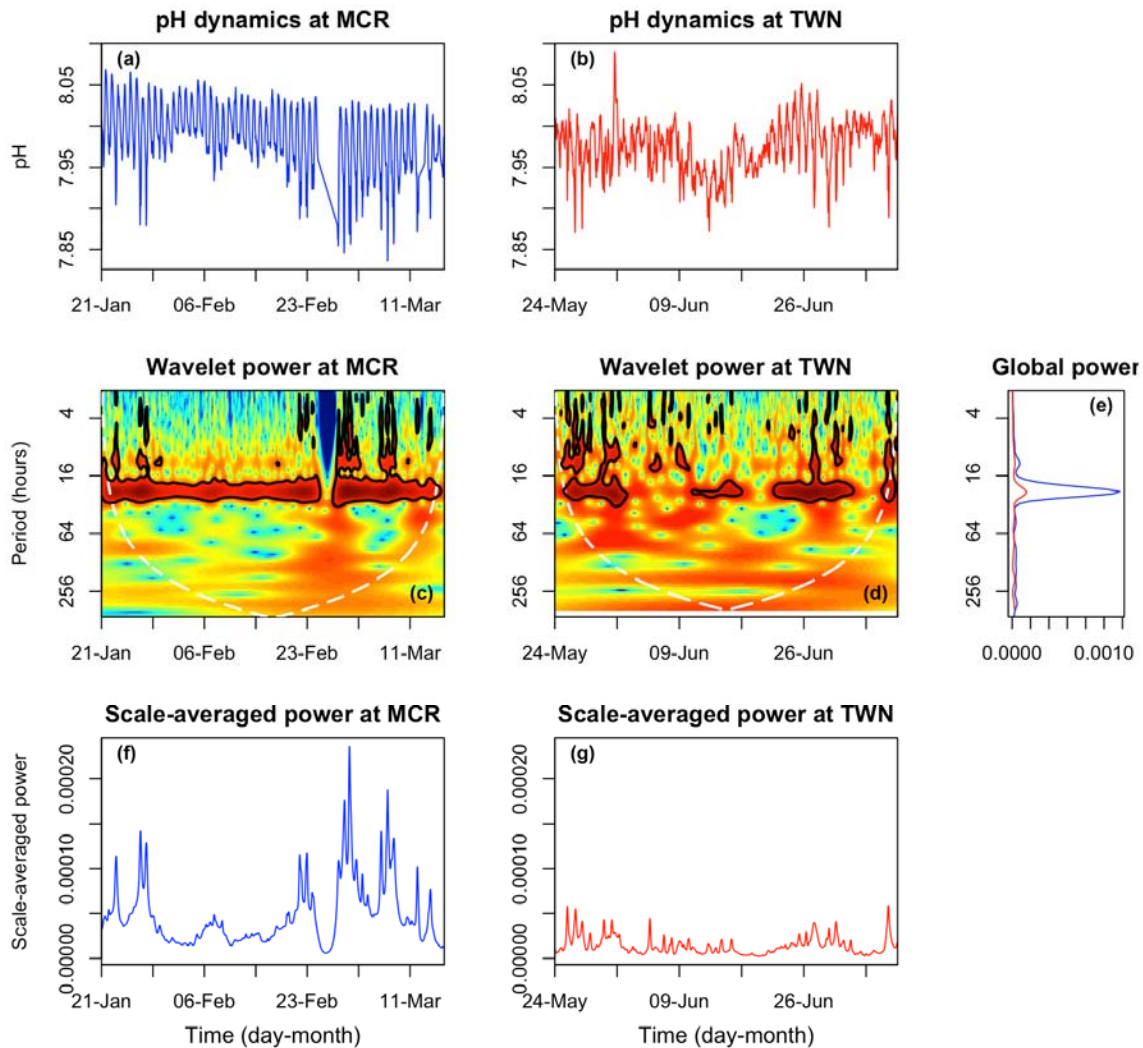 pH dynamics at MCR
pH dynamics at TWN
(a)
(b)
8.05
7.95
7.85
8.05
7.95
7.85
pH
21-Jan 06-Feb 23-Feb 11-Mar
24-May 09-Jun 26-Jun
Wavelet power at MCR
Wavelet power at TWN
Global power
(e)
4
16
64
256
4
16
64
256
4
16
64
256
Period (hours)
(c)
(d)
21-Jan 06-Feb 23-Feb 11-Mar
24-May 09-Jun 26-Jun
0.0000 0.0010
Scale-averaged power at MCR
Scale-averaged power at TWN
(f)
(g)
0.00020
0.00010
0.00000
0.00020
0.00010
0.00000
Scale-averaged power
21-Jan 06-Feb 23-Feb 11-Mar
24-May 09-Jun 26-Jun
Time (day-month)
Time (day-month)